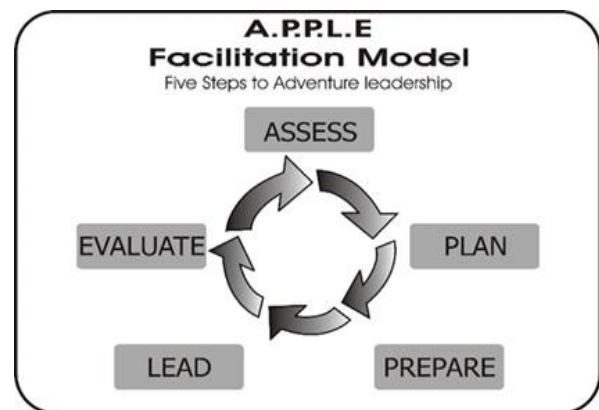 A.P.P.L.E
Facilitation Model
Five Steps to Adventure leadership
ASSESS
EVALUATE
PLAN
LEAD
PREPARE